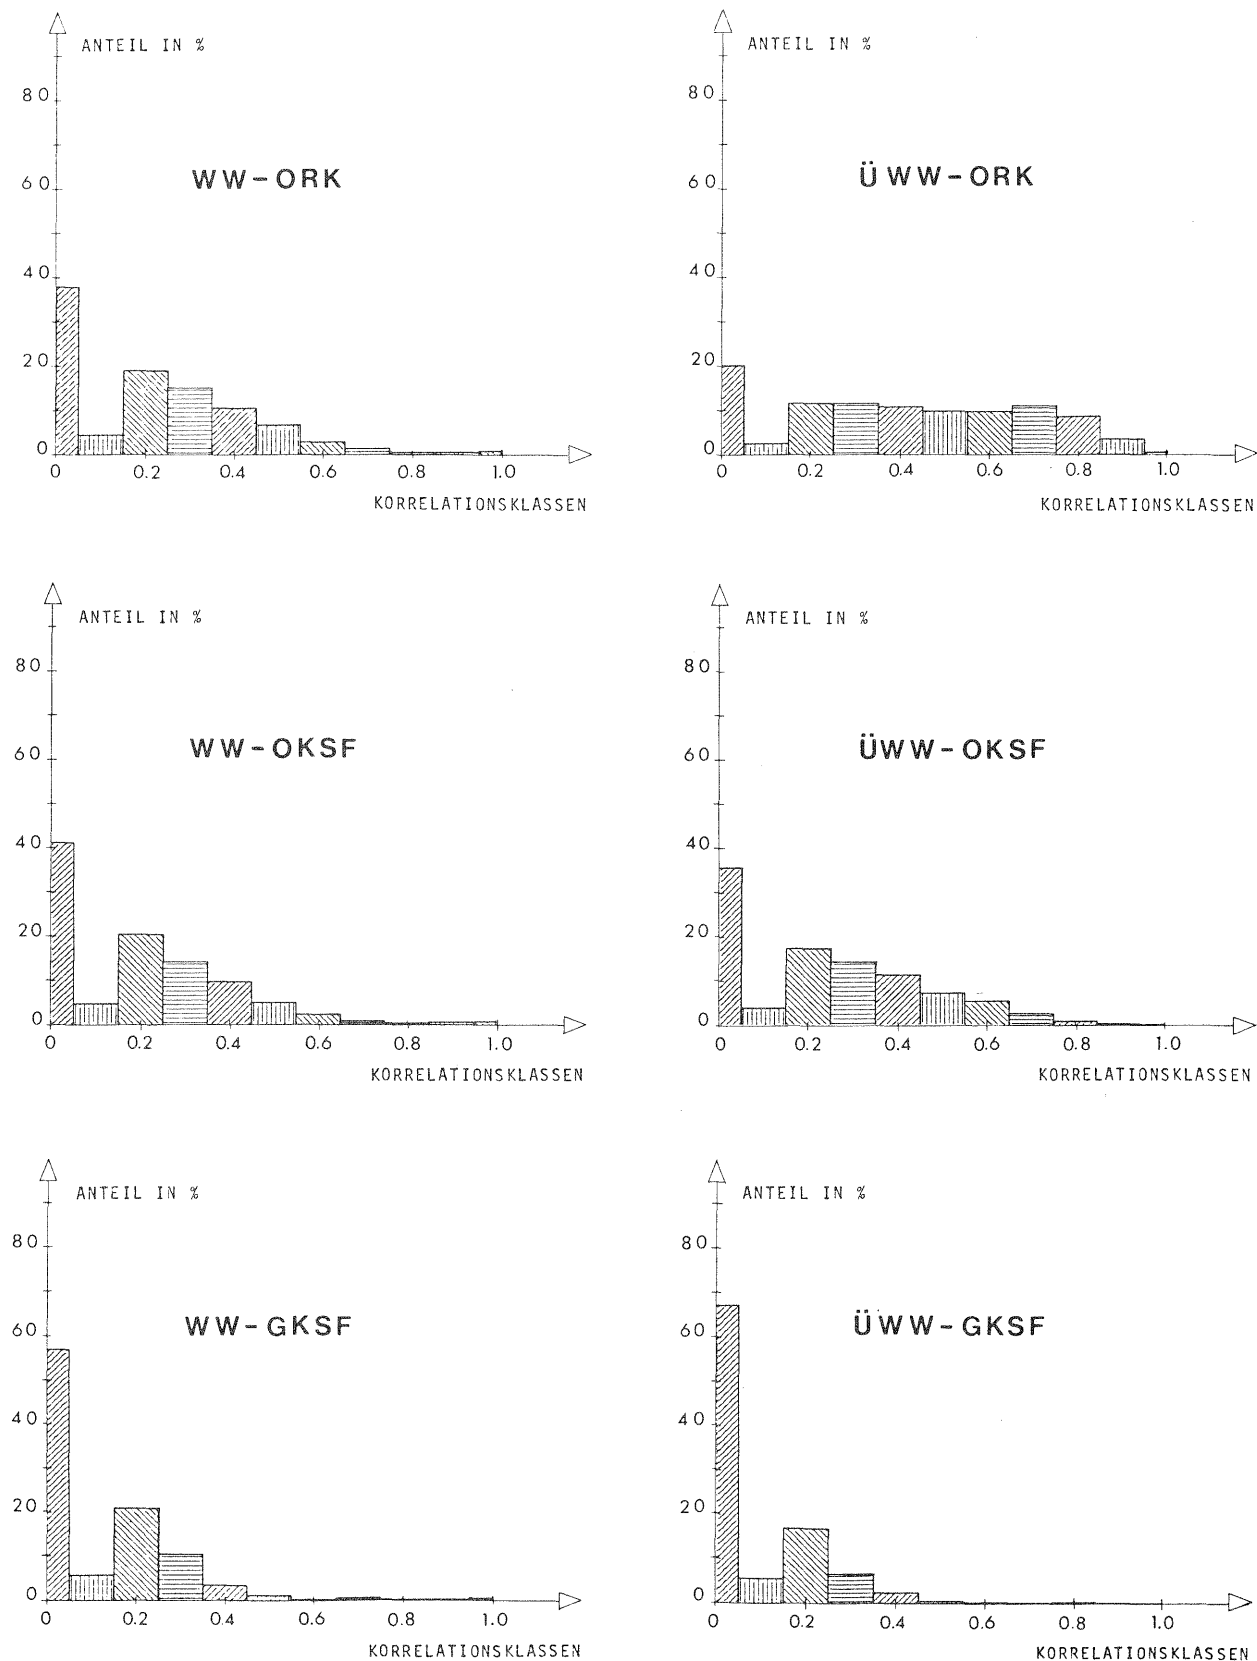 ANTEIL IN %
80
60
40
20
0
WW-ORK
0 0.2 0.4 0.6 0.8 1.0
KORRELATIONSKLASSEN
ANTEIL IN %
80
60
40
20
0
ÜWW-ORK
0 0.2 0.4 0.6 0.8 1.0
KORRELATIONSKLASSEN
ANTEIL IN %
80
60
40
20
0
WW-OKSF
0 0.2 0.4 0.6 0.8 1.0
KORRELATIONSKLASSEN
ANTEIL IN %
80
60
40
20
0
ÜWW-OKSF
0 0.2 0.4 0.6 0.8 1.0
KORRELATIONSKLASSEN
ANTEIL IN %
80
60
40
20
0
WW-GKSF
0 0.2 0.4 0.6 0.8 1.0
KORRELATIONSKLASSEN
ANTEIL IN %
80
60
40
20
0
ÜWW-GKSF
0 0.2 0.4 0.6 0.8 1.0
KORRELATIONSKLASSEN